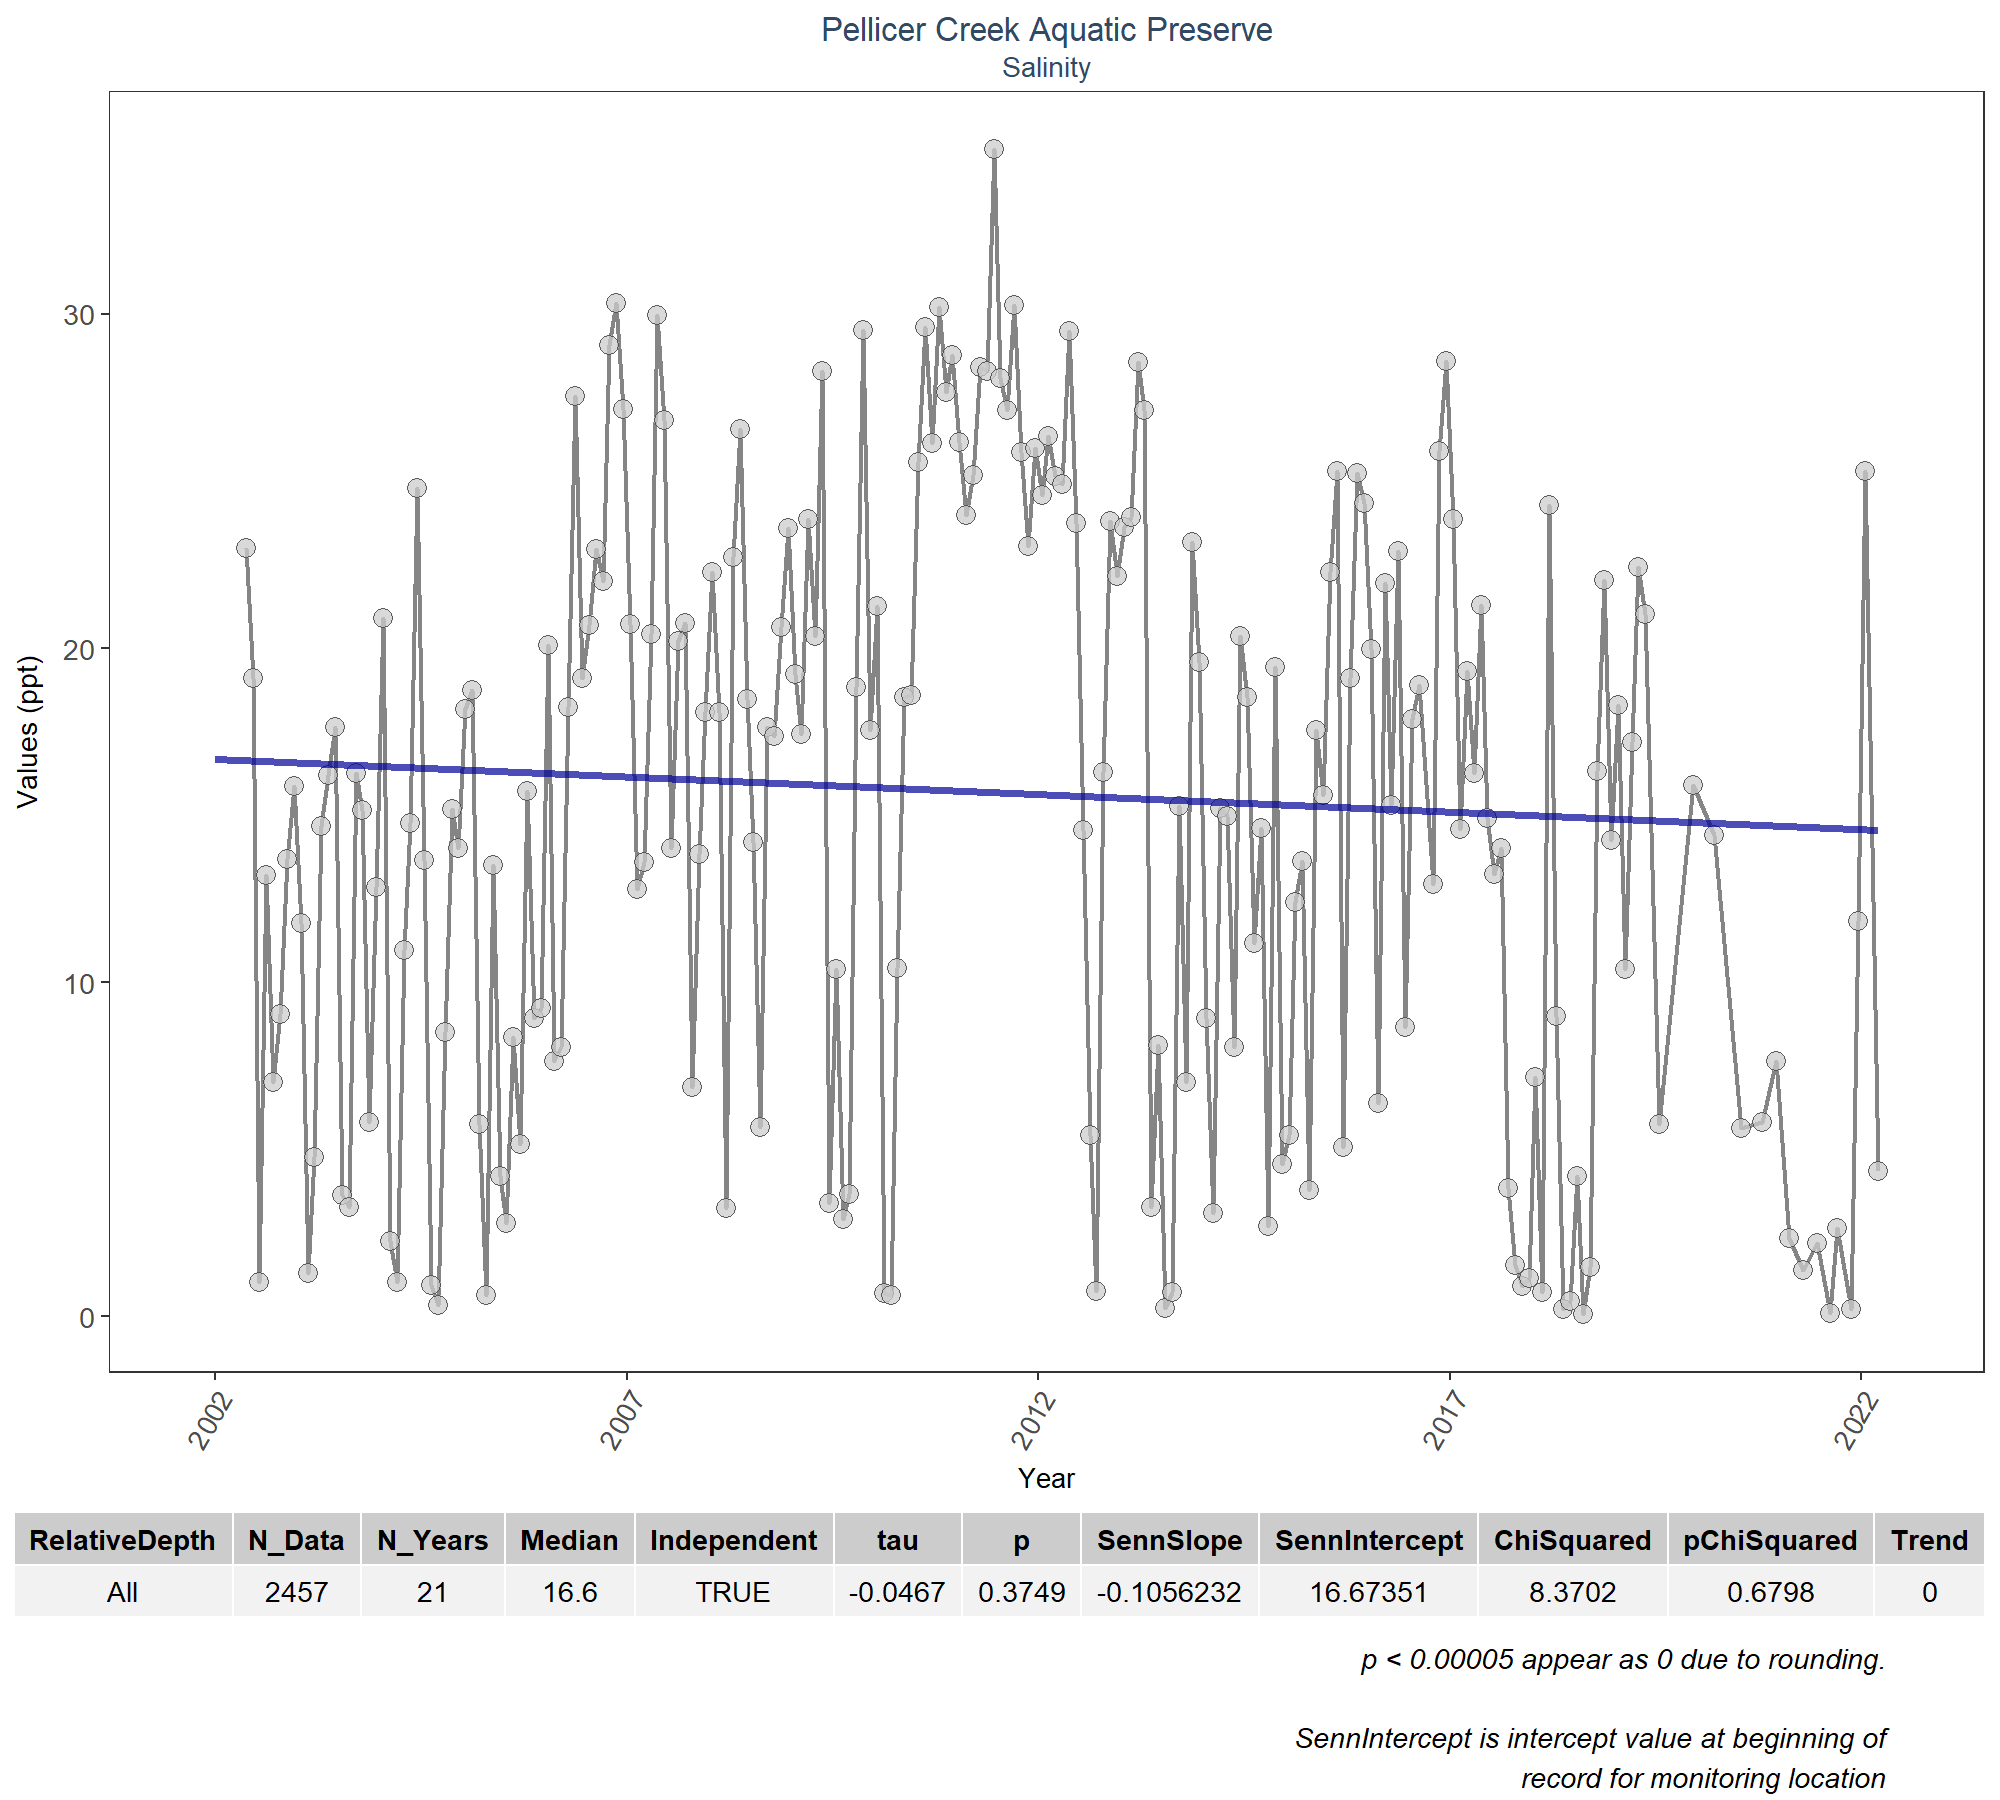 Pellicer Creek Aquatic Preserve
Salinity
Values (ppt)
30
20
10
0
2002 2007 2012 2017 2022
Year
RelativeDepth N_Data N_Years Median Independent tau p SennSlope SennIntercept ChiSquared pChiSquared Trend
All 2457 21 16.6 TRUE -0.0467 0.3749 -0.1056232 16.67351 8.3702 0.6798 0
p < 0.00005 appear as 0 due to rounding.
SennIntercept is intercept value at beginning of
record for monitoring location